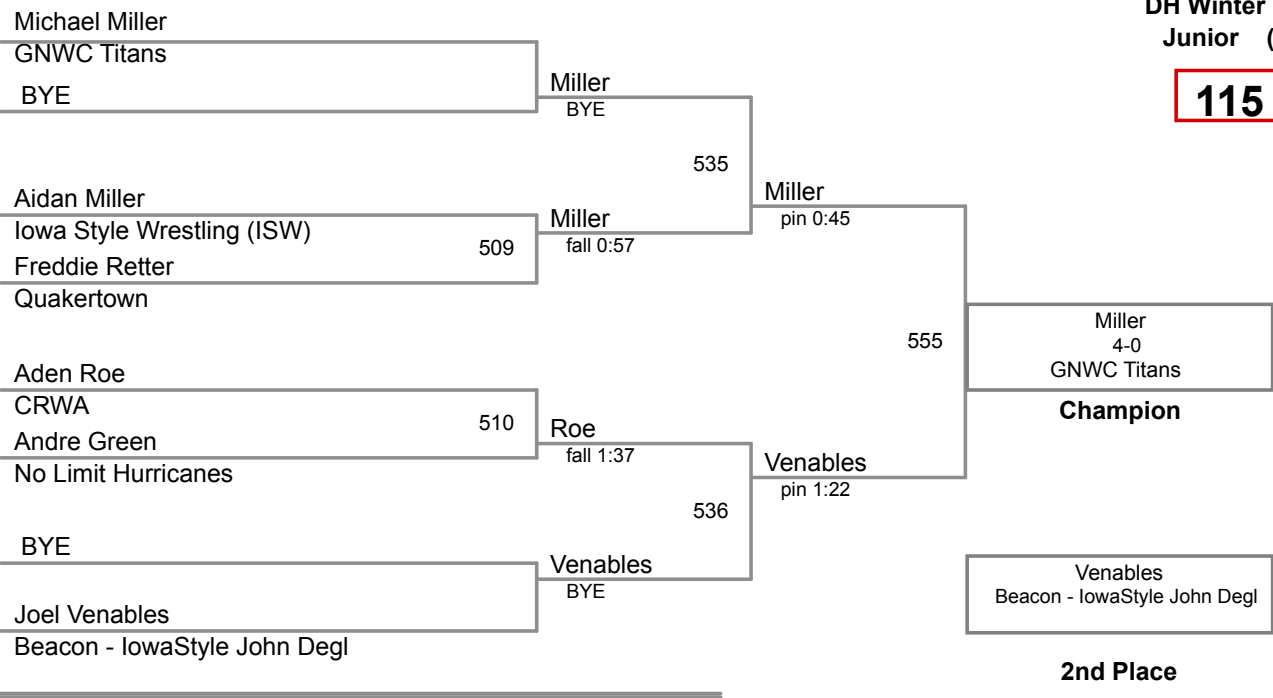 DH Winter
Junior (
115
Michael Miller
GNWC Titans
BYE
Miller
BYE
535
Aidan Miller
Iowa Style Wrestling (ISW)
509
Freddie Retter
Quakertown
Miller
fall 0:57
Miller
pin 0:45
555
Miller
4-0
GNWC Titans
Champion
Aden Roe
CRWA
510
Andre Green
No Limit Hurricanes
Roe
fall 1:37
Venables
pin 1:22
536
BYE
Venables
BYE
Joel Venables
Beacon - IowaStyle John Degl
Venables
Beacon - IowaStyle John Degl
2nd Place